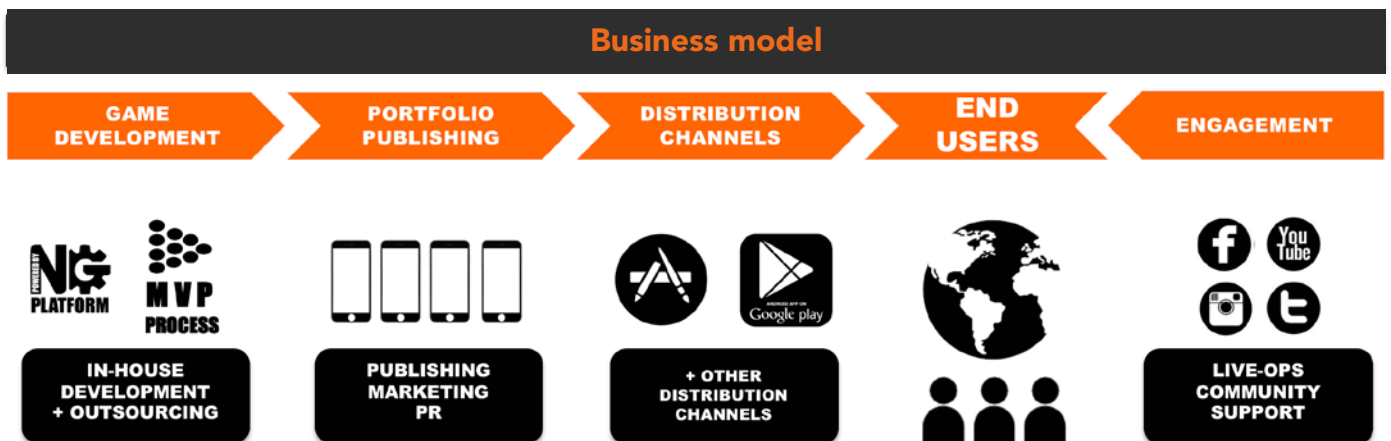 Business model
GAME
DEVELOPMENT
PORTFOLIO
PUBLISHING
DISTRIBUTION
CHANNELS
END
USERS
ENGAGEMENT
POWERED BY
NG
PLATFORM
MVP
PROCESS
ANDROID APP ON
Google play
f
You
Tube
t
IN-HOUSE
DEVELOPMENT
+ OUTSOURCING
PUBLISHING
MARKETING
PR
+ OTHER
DISTRIBUTION
CHANNELS
LIVE-OPS
COMMUNITY
SUPPORT